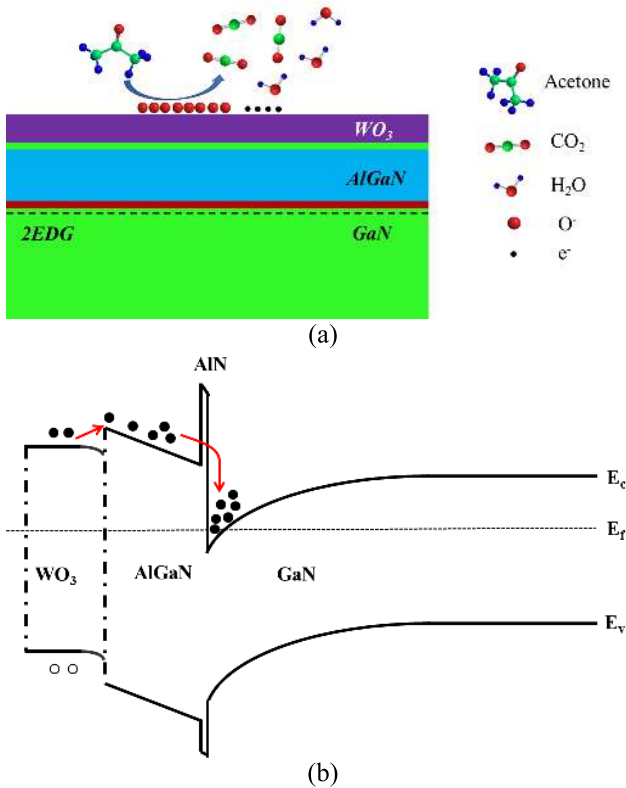 Acetone
WO3
CO2
AlGaN
H2O
O-
2EDG
GaN
e-
(a)
AlN
Ec
Ef
WO3
AlGaN
GaN
Ev
(b)